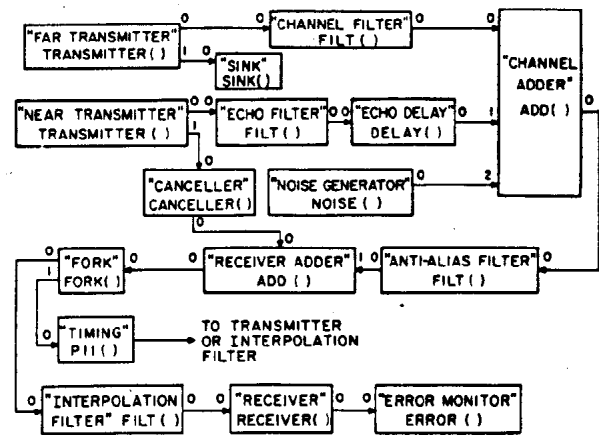 0 0 "CHANNEL FILTER" 0 0
"FAR TRANSMITTER" FILT()
TRANSMITTER() 1 0
"SINK"
SINK()
"CHANNEL
ADDER"
ADD() 0
"NEAR TRANSMITTER" 0 0 "ECHO FILTER" 0 0 "ECHO DELAY" 0 1
TRANSMITTER() 1 FILT() DELAY()
0
"CANCELLER" "NOISE GENERATOR" 0 2
CANCELLER() NOISE()
0 0
0 "FORK" 0 0 "RECEIVER ADDER" 1 0 "ANTI-ALIAS FILTER" 0
1 FORK() ADD() FILT()
0 "TIMING"
PII()
TO TRANSMITTER
OR INTERPOLATION
FILTER
0 "INTERPOLATION 0 0 "RECEIVER" 0 0 "ERROR MONITOR"
FILTER" FILT() RECEIVER() ERROR()